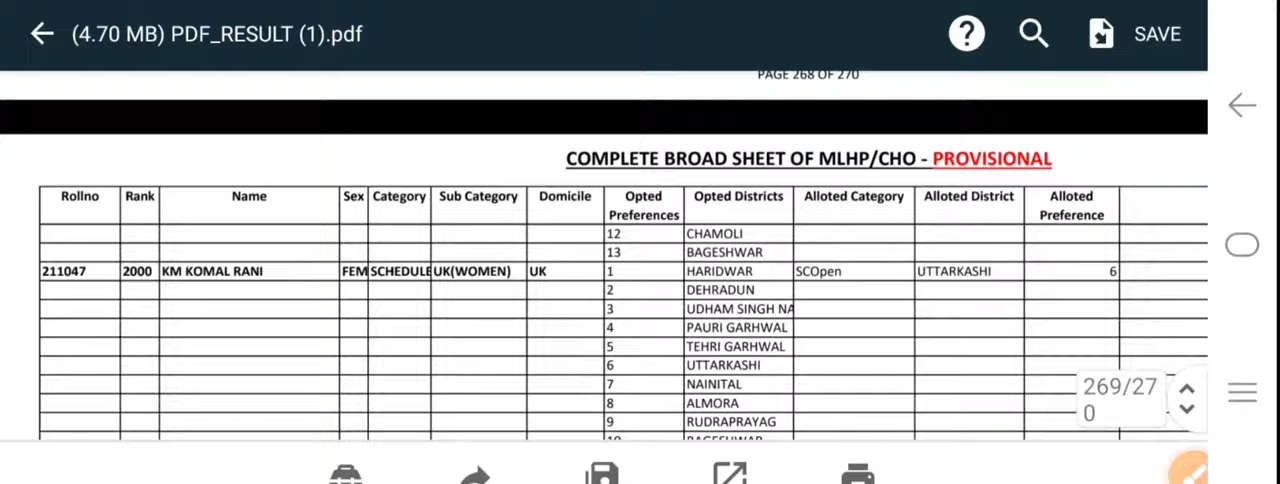 (4.70 MB) PDF_RESULT (1).pdf SAVE
PAGE 268 OF 270
COMPLETE BROAD SHEET OF MLHP/CHO - PROVISIONAL
Rollno Rank Name Sex Category Sub Category Domicile Opted Preferences Opted Districts Alloted Category Alloted District Alloted Preference
12 CHAMOLI
13 BAGESHWAR
211047 2000 KM KOMAL RANI FEM SCHEDULE UK(WOMEN) UK 1 HARIDWAR SCOpen UTTARKASHI 6
2 DEHRADUN
3 UDHAM SINGH NA
4 PAURI GARHWAL
5 TEHRI GARHWAL
6 UTTARKASHI
7 NAINITAL
8 ALMORA
9 RUDRAPRAYAG
10 BAGESHWAR
269/270